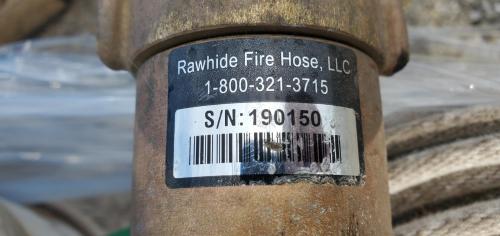 Rawhide Fire Hose, LLC
1-800-321-3715
S/N: 190150